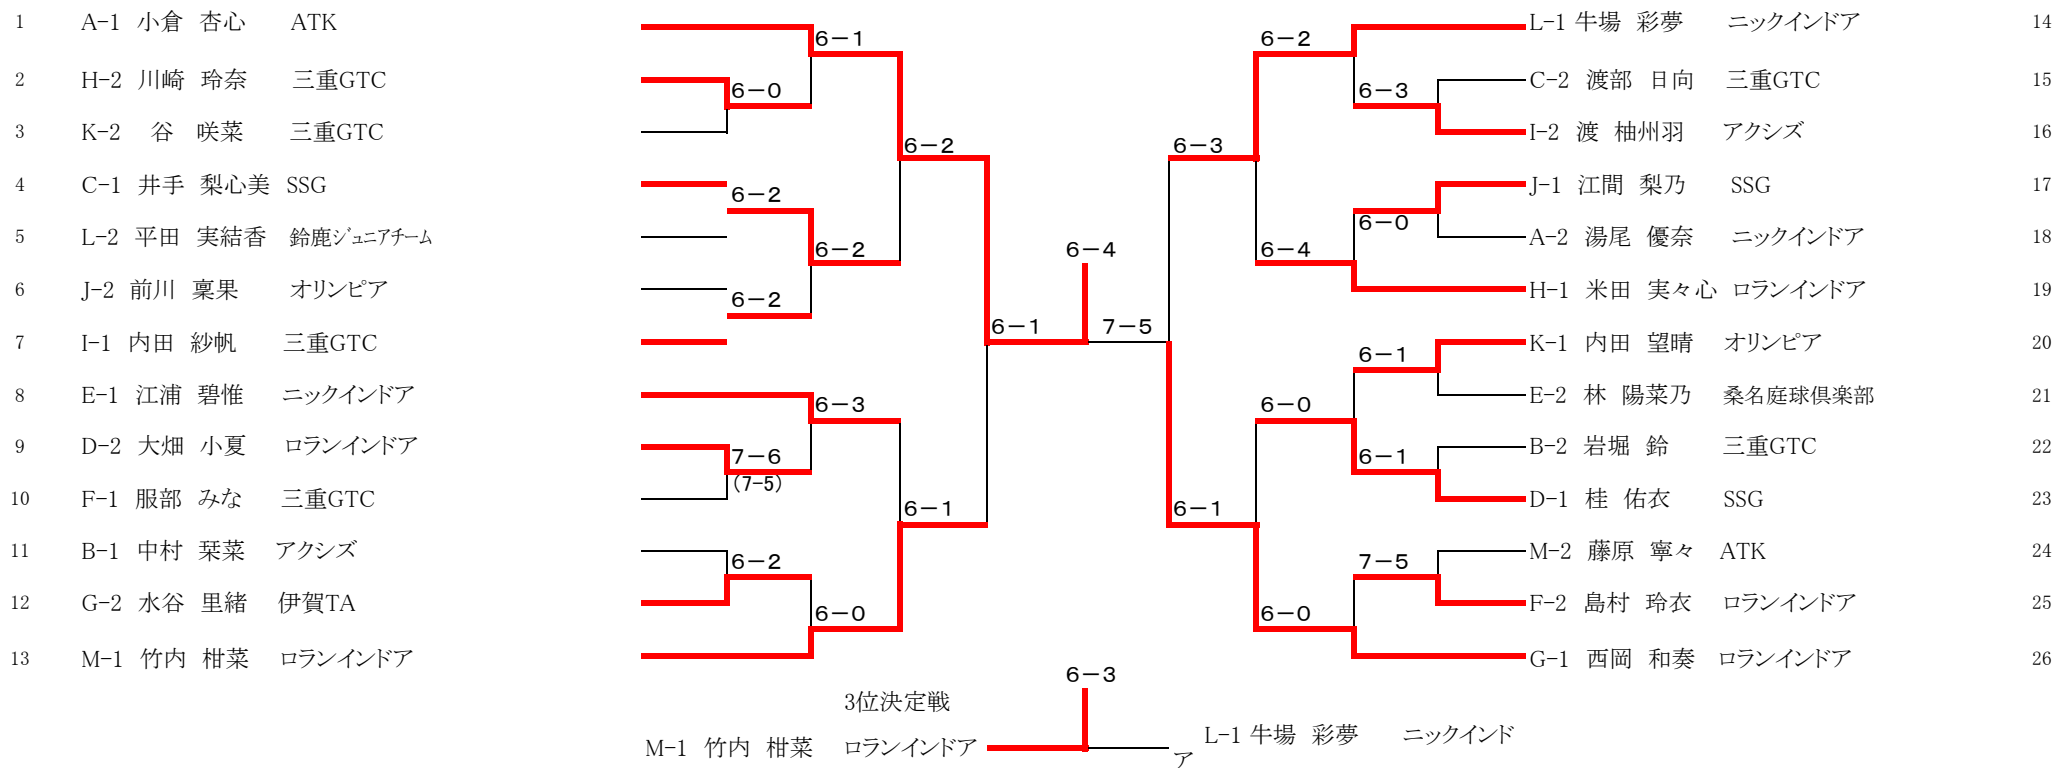 1 A-1 小倉 杏心 ATK
2 H-2 川崎 玲奈 三重GTC
3 K-2 谷 咲菜 三重GTC
4 C-1 井手 梨心美 SSG
5 L-2 平田 実結香 鈴鹿ジュニアチーム
6 J-2 前川 稟果 オリンピア
7 I-1 内田 紗帆 三重GTC
8 E-1 江浦 碧惟 ニックインドア
9 D-2 大畑 小夏 ロランインドア
10 F-1 服部 みな 三重GTC
11 B-1 中村 栞菜 アクシズ
12 G-2 水谷 里緒 伊賀TA
13 M-1 竹内 柑菜 ロランインドア
6-1
6-0
6-2
6-2
6-2
6-2
6-3
7-6
(7-5)
6-1
6-2
6-0
6-1
6-4
7-5
6-3
6-1
6-2
6-3
6-0
6-4
6-1
6-0
6-1
7-5
6-0
L-1 牛場 彩夢 ニックインドア 14
C-2 渡部 日向 三重GTC 15
I-2 渡 柚州羽 アクシズ 16
J-1 江間 梨乃 SSG 17
A-2 湯尾 優奈 ニックインドア 18
H-1 米田 実々心 ロランインドア 19
K-1 内田 望晴 オリンピア 20
E-2 林 陽菜乃 桑名庭球倶楽部 21
B-2 岩堀 鈴 三重GTC 22
D-1 桂 佑衣 SSG 23
M-2 藤原 寧々 ATK 24
F-2 島村 玲衣 ロランインドア 25
G-1 西岡 和奏 ロランインドア 26
3位決定戦
6-3
M-1 竹内 柑菜 ロランインドア
L-1 牛場 彩夢 ニックインド
ア